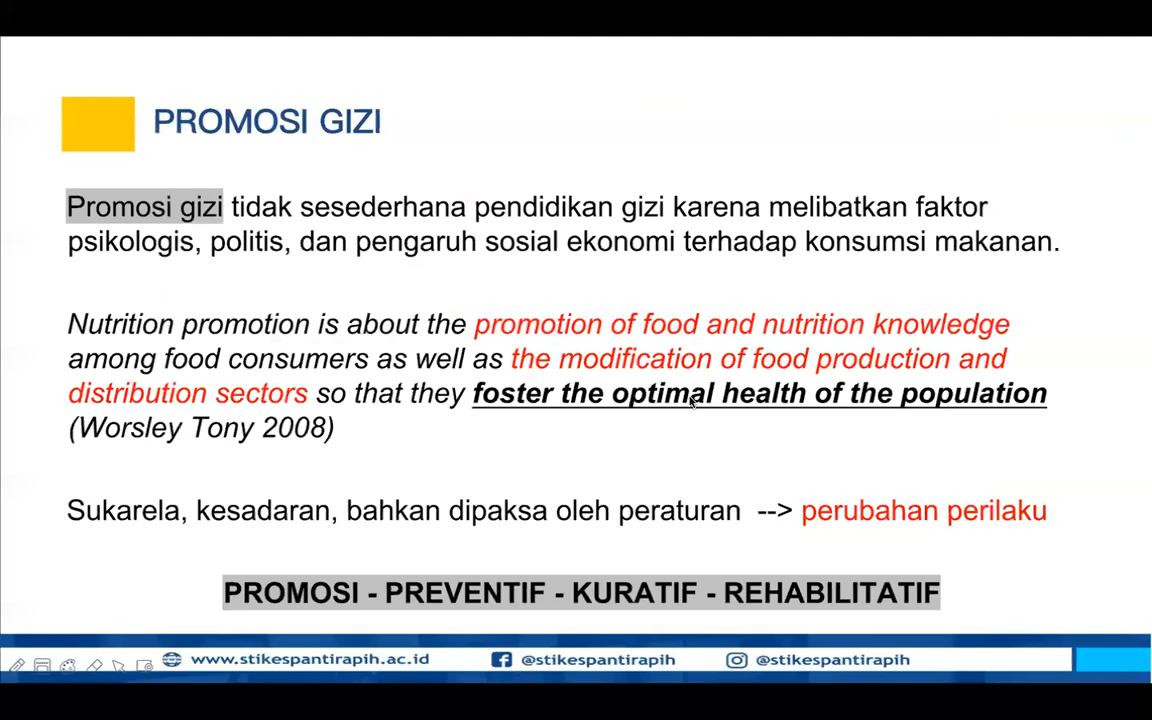 PROMOSI GIZI
Promosi gizi tidak sesederhana pendidikan gizi karena melibatkan faktor
psikologis, politis, dan pengaruh sosial ekonomi terhadap konsumsi makanan.
Nutrition promotion is about the promotion of food and nutrition knowledge
among food consumers as well as the modification of food production and
distribution sectors so that they foster the optimal health of the population
(Worsley Tony 2008)
Sukarela, kesadaran, bahkan dipaksa oleh peraturan --> perubahan perilaku
PROMOSI - PREVENTIF - KURATIF - REHABILITATIF
www.stikespantirapih.ac.id @stikespantirapih @stikespantirapih